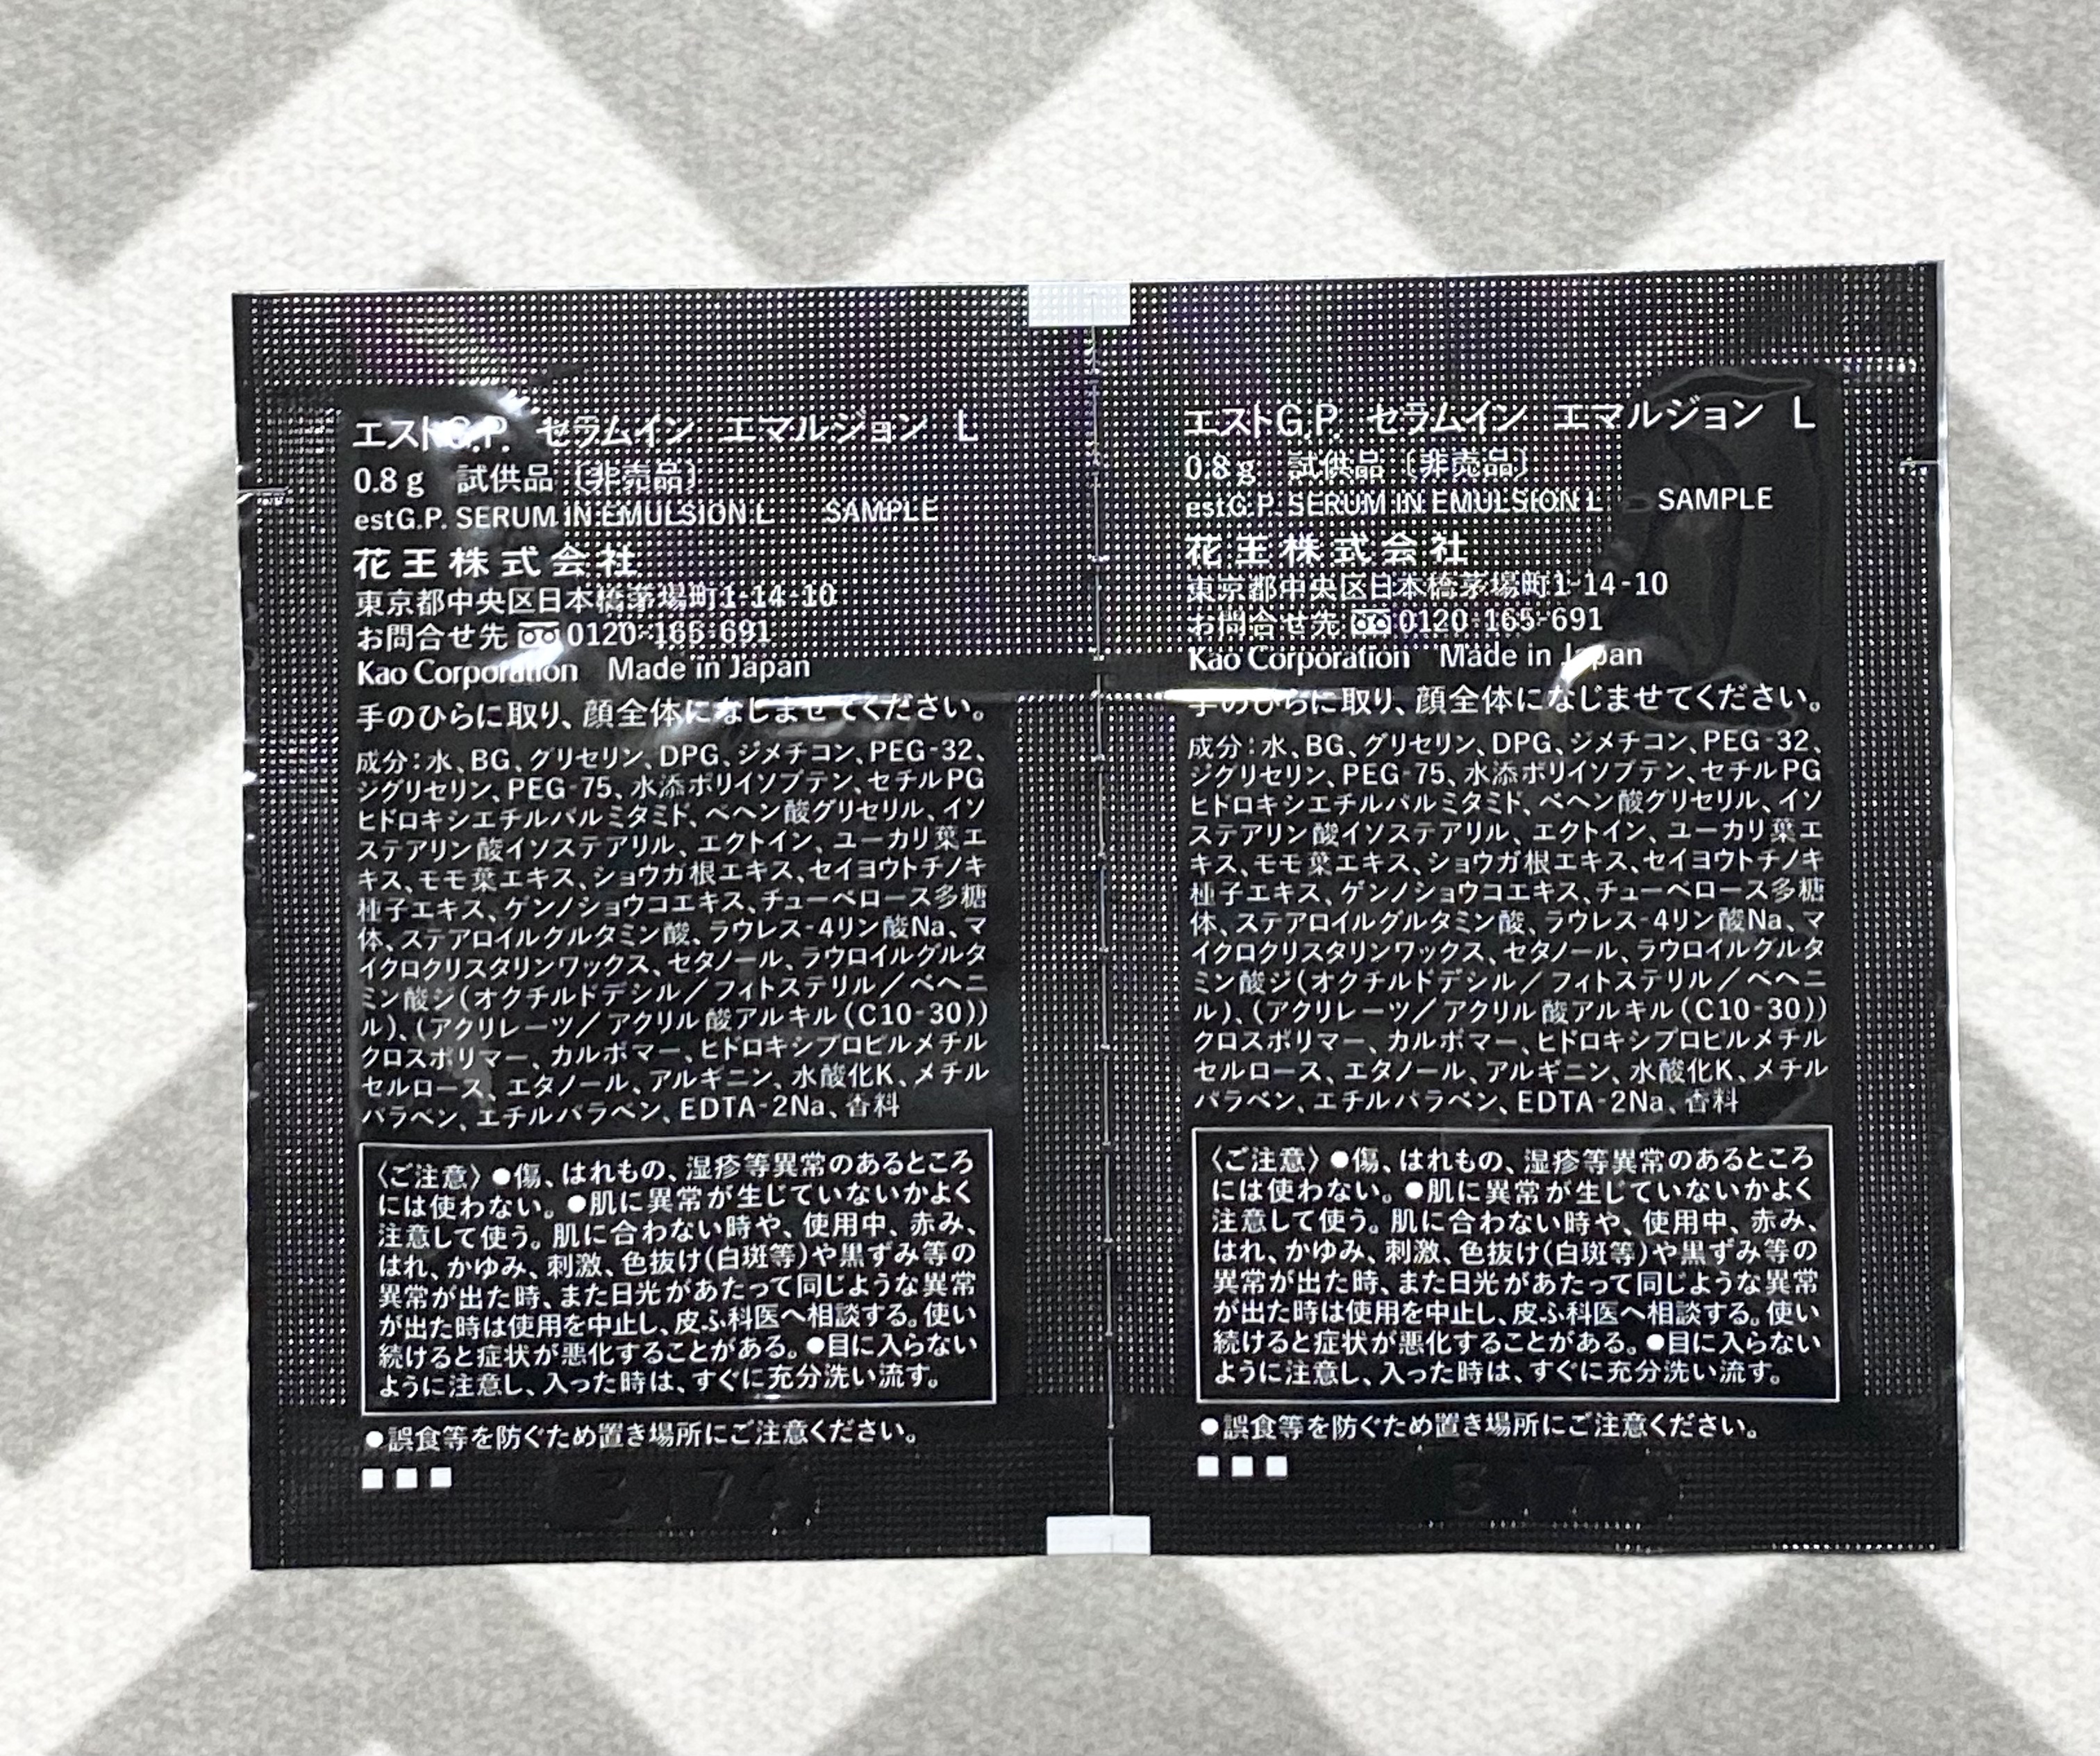 エストG.P. セラムイン エマルジョン L
0.8g 試供品〔非売品〕
estG.P. SERUM IN EMULSION L SAMPLE
花王株式会社
東京都中央区日本橋茅場町1-14-10
お問合せ先 0120-165-691
Kao Corporation Made in Japan
手のひらに取り、顔全体になじませてください。
成分：水、BG、グリセリン、DPG、ジメチコン、PEG-32、
ジグリセリン、PEG-75、水添ポリイソブテン、セチルPG
ヒドロキシエチルパルミタミド、ベヘン酸グリセリル、イソ
ステアリン酸イソステアリル、エクトイン、ユーカリ葉エ
キス、モモ葉エキス、ショウガ根エキス、セイヨウトチノキ
種子エキス、ゲンノショウコエキス、チューベロース多糖
体、ステアロイルグルタミン酸、ラウレス-4リン酸Na、マ
イクロクリスタリンワックス、セタノール、ラウロイルグルタ
ミン酸ジ（オクチルドデシル／フィトステリル／ベヘニ
ル）、（アクリレーツ／アクリル酸アルキル（C10-30））
クロスポリマー、カルボマー、ヒドロキシプロピルメチル
セルロース、エタノール、アルギニン、水酸化K、メチル
パラベン、エチルパラベン、EDTA-2Na、香料
〈ご注意〉●傷、はれもの、湿疹等異常のあるところ
には使わない。●肌に異常が生じていないかよく
注意して使う。肌に合わない時や、使用中、赤み、
はれ、かゆみ、刺激、色抜け(白斑等)や黒ずみ等の
異常が出た時、また日光があたって同じような異常
が出た時は使用を中止し、皮ふ科医へ相談する。使い
続けると症状が悪化することがある。●目に入らない
ように注意し、入った時は、すぐに充分洗い流す。
●誤食等を防ぐため置き場所にご注意ください。
エストG.P. セラムイン エマルジョン L
0.8g 試供品〔非売品〕
estG.P. SERUM IN EMULSION L SAMPLE
花王株式会社
東京都中央区日本橋茅場町1-14-10
お問合せ先 0120-165-691
Kao Corporation Made in Japan
手のひらに取り、顔全体になじませてください。
成分：水、BG、グリセリン、DPG、ジメチコン、PEG-32、
ジグリセリン、PEG-75、水添ポリイソブテン、セチルPG
ヒドロキシエチルパルミタミド、ベヘン酸グリセリル、イソ
ステアリン酸イソステアリル、エクトイン、ユーカリ葉エ
キス、モモ葉エキス、ショウガ根エキス、セイヨウトチノキ
種子エキス、ゲンノショウコエキス、チューベロース多糖
体、ステアロイルグルタミン酸、ラウレス-4リン酸Na、マ
イクロクリスタリンワックス、セタノール、ラウロイルグルタ
ミン酸ジ（オクチルドデシル／フィトステリル／ベヘニ
ル）、（アクリレーツ／アクリル酸アルキル（C10-30））
クロスポリマー、カルボマー、ヒドロキシプロピルメチル
セルロース、エタノール、アルギニン、水酸化K、メチル
パラベン、エチルパラベン、EDTA-2Na、香料
〈ご注意〉●傷、はれもの、湿疹等異常のあるところ
には使わない。●肌に異常が生じていないかよく
注意して使う。肌に合わない時や、使用中、赤み、
はれ、かゆみ、刺激、色抜け(白斑等)や黒ずみ等の
異常が出た時、また日光があたって同じような異常
が出た時は使用を中止し、皮ふ科医へ相談する。使い
続けると症状が悪化することがある。●目に入らない
ように注意し、入った時は、すぐに充分洗い流す。
●誤食等を防ぐため置き場所にご注意ください。